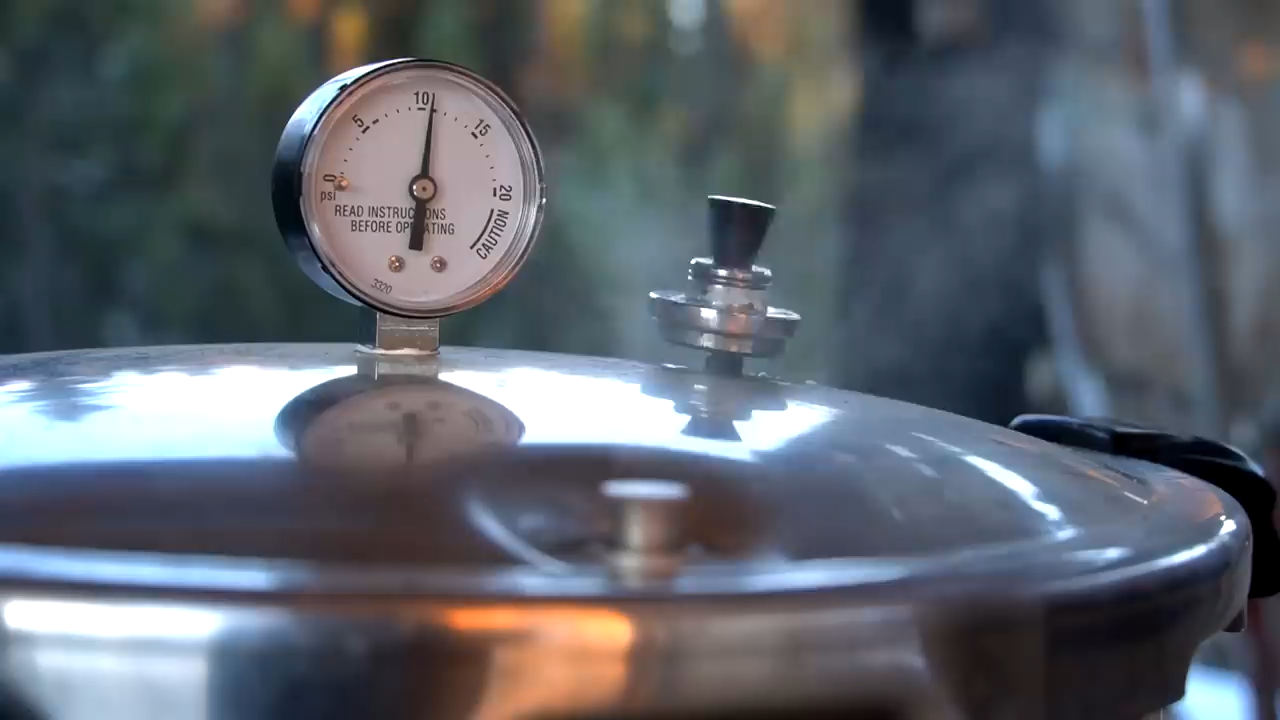 10
5
15
0
20
psi
READ INSTRUCTIONS
BEFORE OPERATING
CAUTION
3320